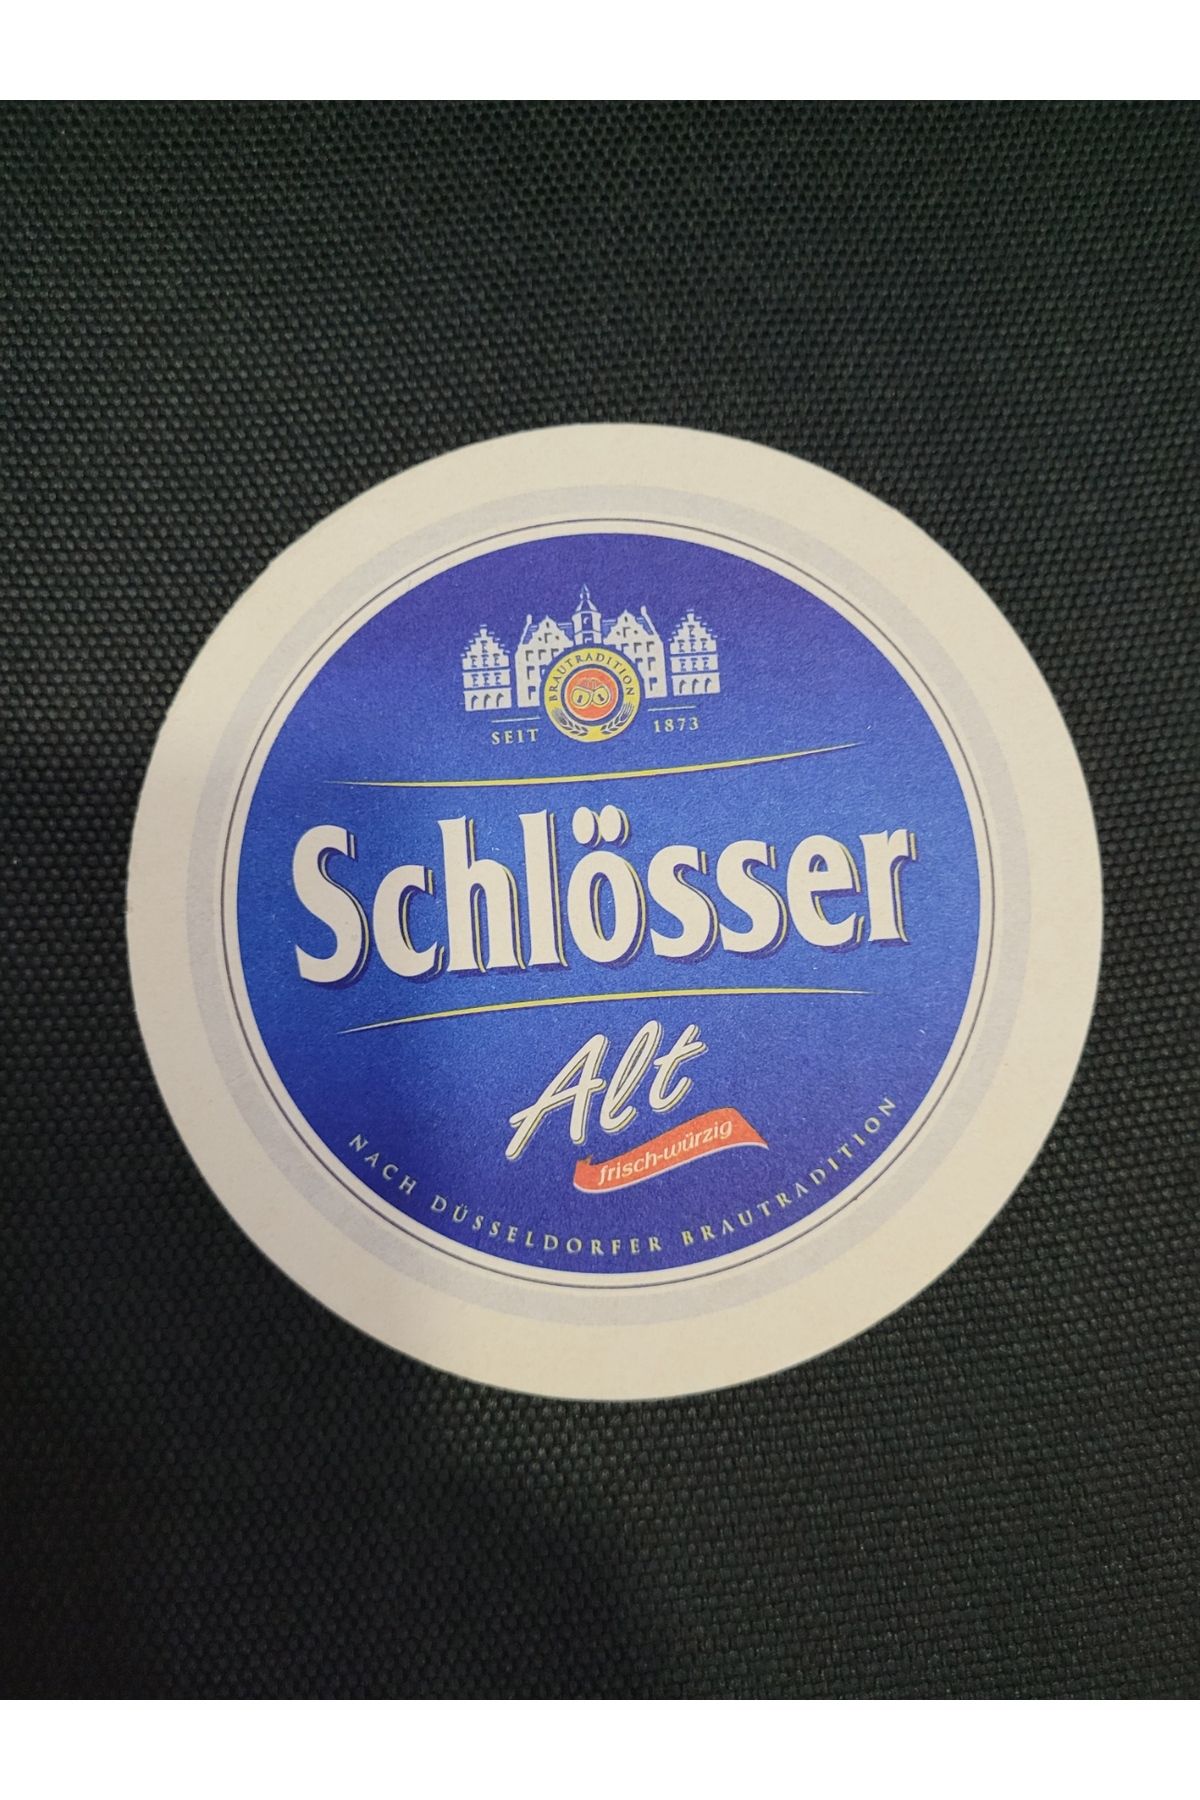 BRAUTRADITION
SEIT 1873
Schlösser
Alt
frisch-würzig
NACH DÜSSELDORFER BRAUTRADITION